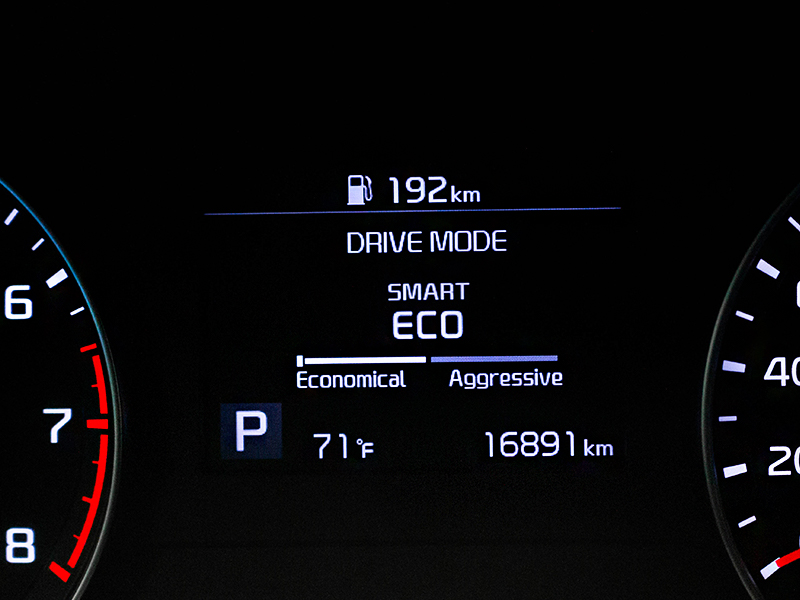 192km
DRIVE MODE
SMART
ECO
Economical Aggressive
P 71°F 16891km
6
7
8
40
20